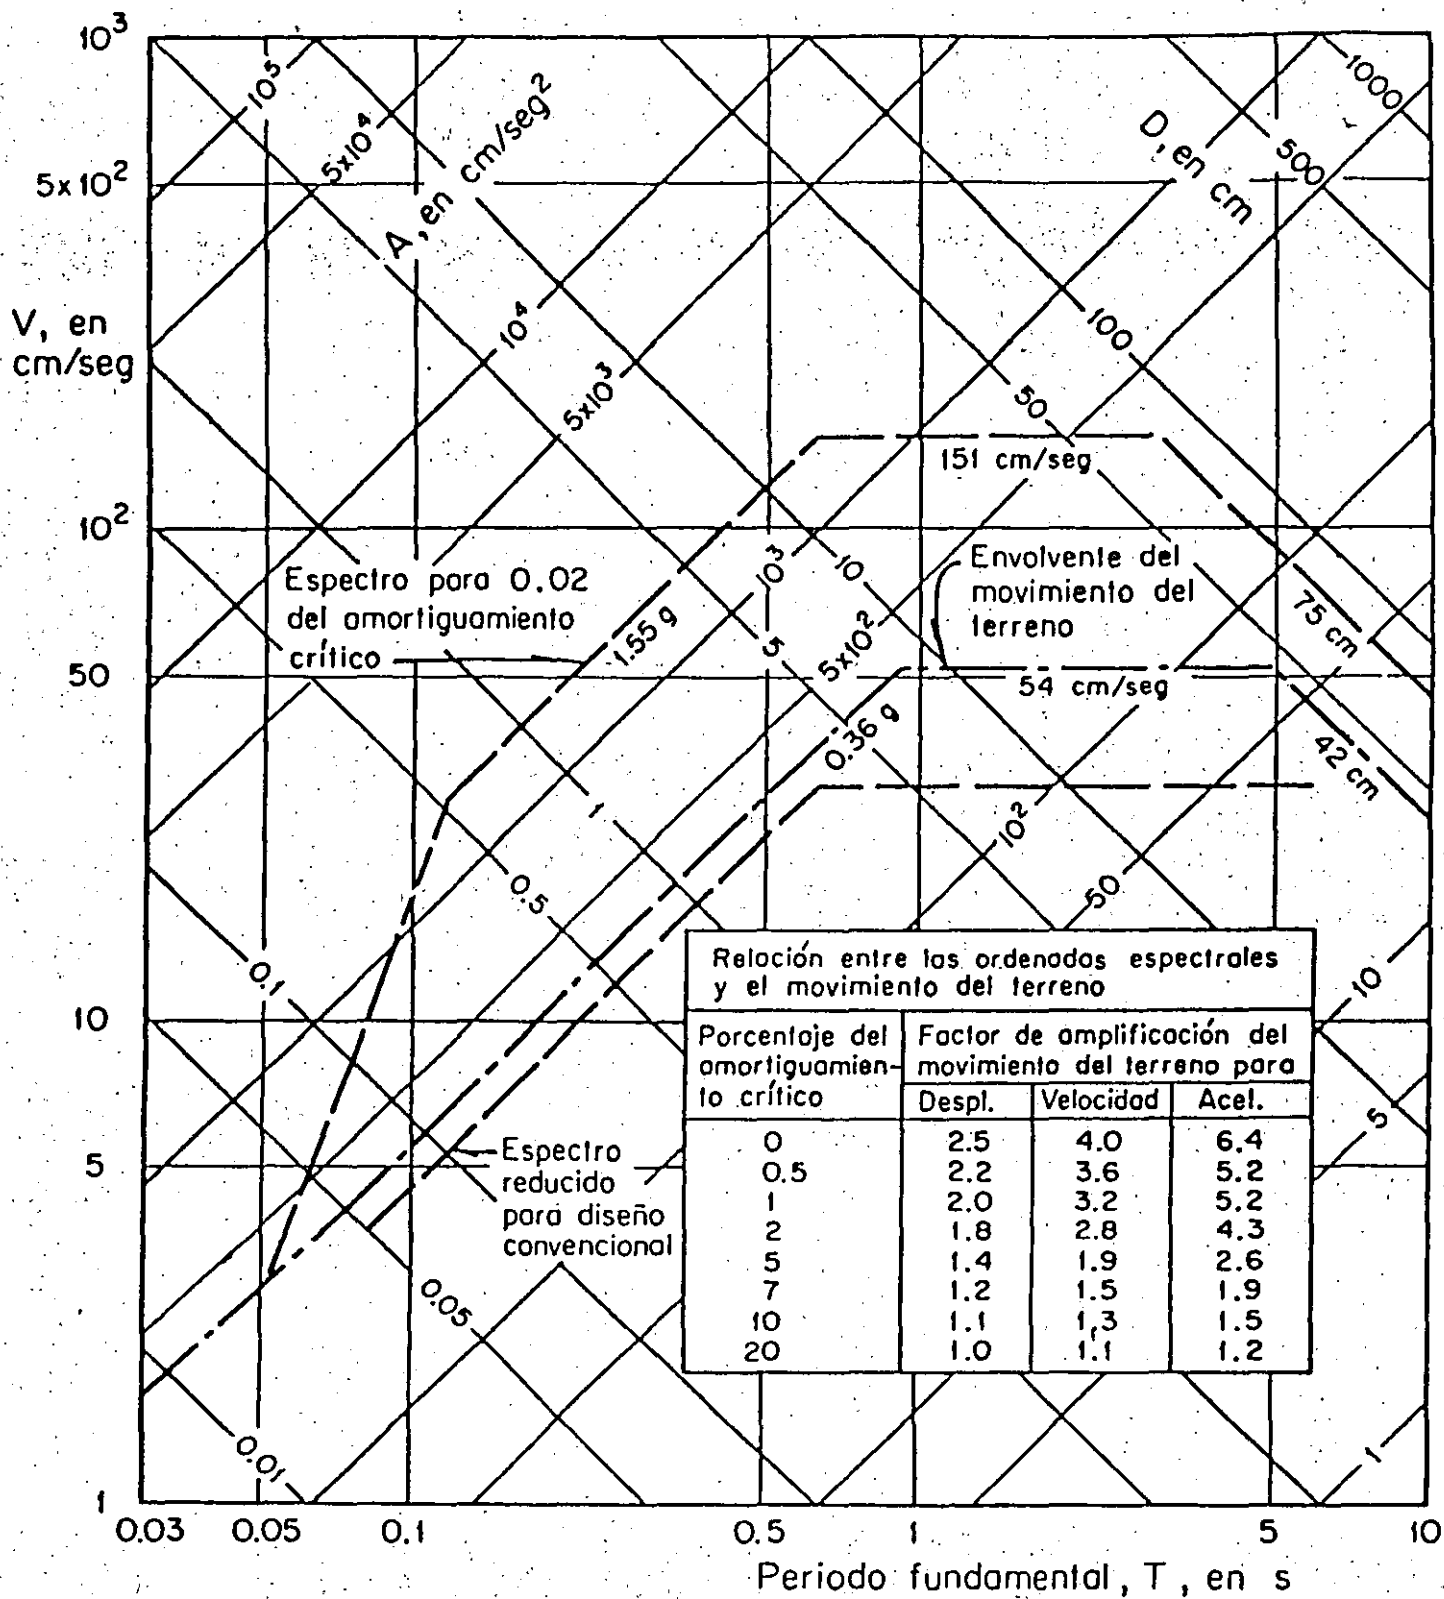 10³
5x10²
V, en
cm/seg
10²
50
10
5
1
0.03
0.05
0.1
0.5
1
5
10
Periodo fundamental, T, en s
10⁵
5x10⁴
A, en cm/seg²
10⁴
5x10³
10³
5x10²
10²
50
10
5
1
D, en cm
1000
500
100
50
10
5
1
0.5
0.1
0.05
0.01
151 cm/seg
Espectro para 0.02
del amortiguamiento
crítico
1.55 g
Envolvente del
movimiento del
terreno
75 cm
54 cm/seg
0.36 g
42 cm
Espectro
reducido
para diseño
convencional
Relación entre las ordenadas espectrales
y el movimiento del terreno
Porcentaje del
amortiguamien-
to crítico
Factor de amplificación del
movimiento del terreno para
Despl. Velocidad Acel.
0 2.5 4.0 6.4
0.5 2.2 3.6 5.2
1 2.0 3.2 5.2
2 1.8 2.8 4.3
5 1.4 1.9 2.6
7 1.2 1.5 1.9
10 1.1 1.3 1.5
20 1.0 1.1 1.2